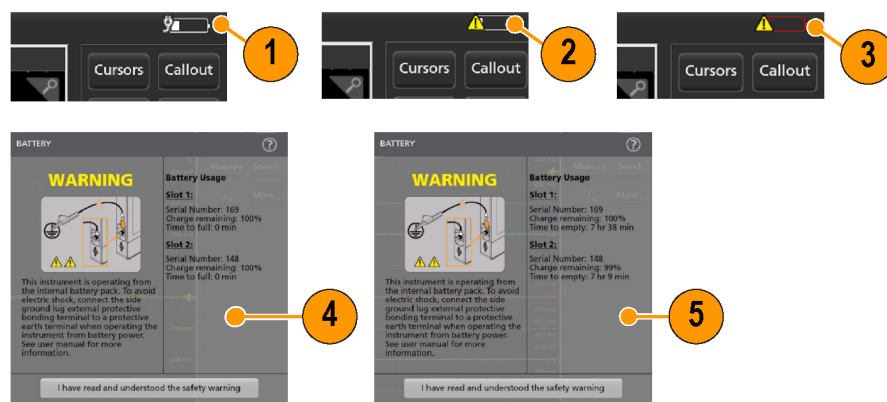 1
2
3
Cursors
Callout
Cursors
Callout
Cursors
Callout
BATTERY
?
WARNING
This instrument is operating from
the internal battery pack. To avoid
electric shock, connect the side
ground lug external protective
bonding terminal to a protective
earth terminal when operating the
instrument from battery power.
See user manual for more
information.
Measure Search
Battery Usage
More...
Slot 1:
Serial Number: 169
Charge remaining: 100%
Time to full: 0 min
Slot 2:
Serial Number: 148
Charge remaining: 100%
Time to full: 0 min
I have read and understood the safety warning
4
BATTERY
?
WARNING
This instrument is operating from
the internal battery pack. To avoid
electric shock, connect the side
ground lug external protective
bonding terminal to a protective
earth terminal when operating the
instrument from battery power.
See user manual for more
information.
Measure Search
Battery Usage
More...
Slot 1:
Serial Number: 169
Charge remaining: 100%
Time to empty: 7 hr 38 min
Slot 2:
Serial Number: 148
Charge remaining: 99%
Time to empty: 7 hr 9 min
I have read and understood the safety warning
5